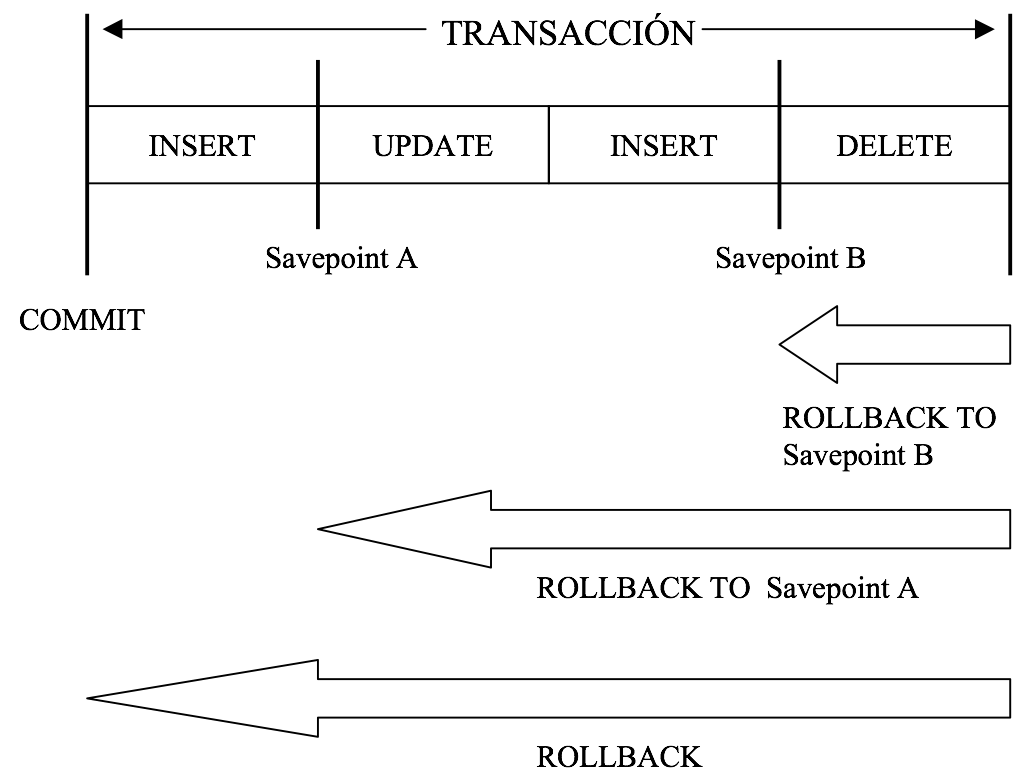 TRANSACCIÓN
INSERT UPDATE INSERT DELETE
Savepoint A Savepoint B
COMMIT
ROLLBACK TO
Savepoint B
ROLLBACK TO Savepoint A
ROLLBACK